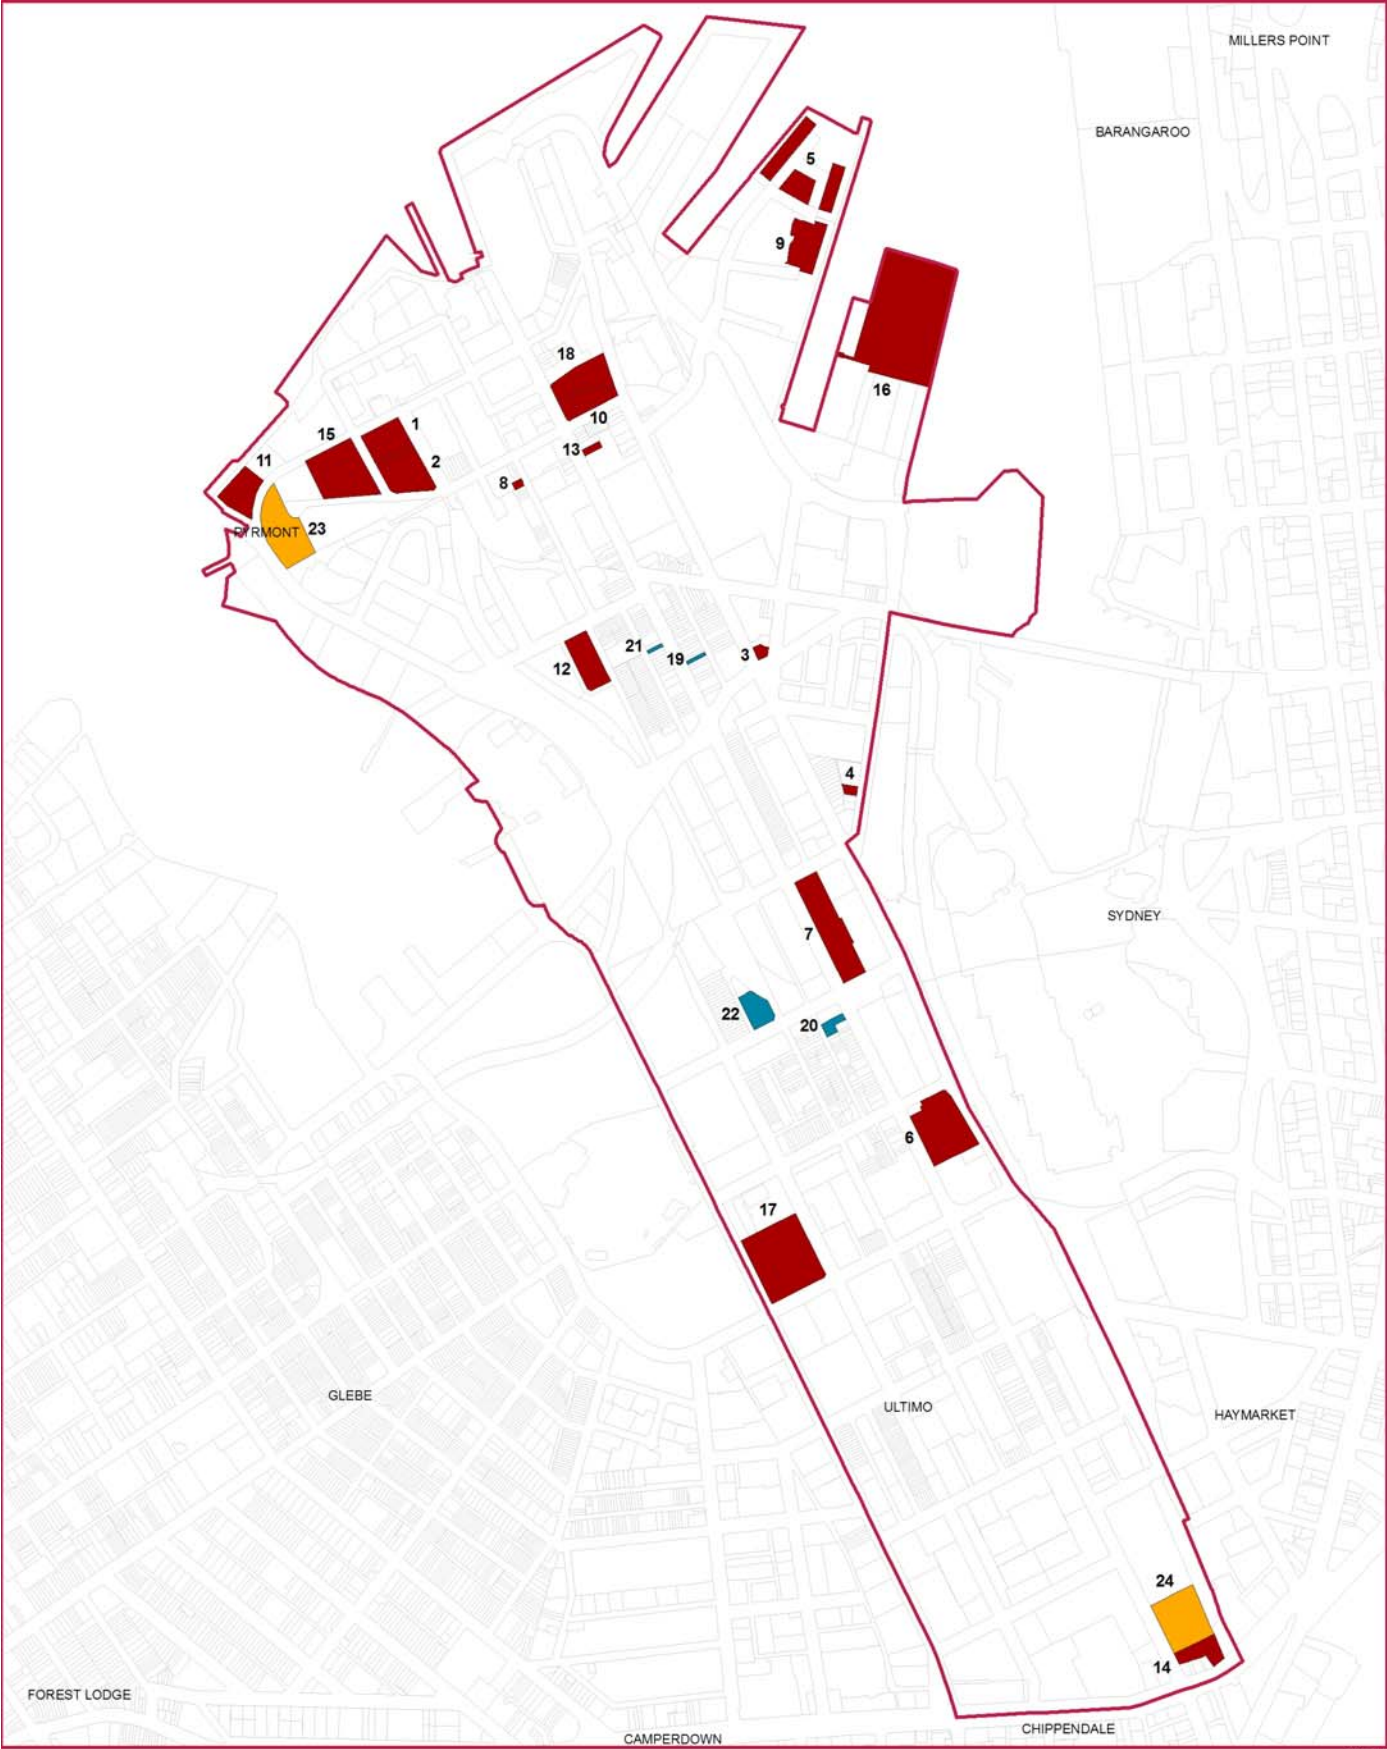 MILLERS POINT
BARANGAROO
5
9
16
18
10
13
8
1
2
15
11
PYRMONT
23
12
21
19
3
4
SYDNEY
7
22
20
6
17
GLEBE
ULTIMO
HAYMARKET
24
14
FOREST LODGE
CHIPPENDALE
CAMPERDOWN